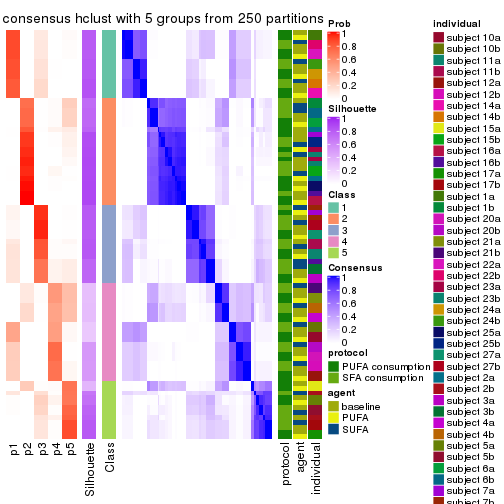 consensus hclust with 5 groups from 250 partitions
Prob
1
0.8
0.6
0.4
0.2
0
Silhouette
1
0.8
0.6
0.4
0.2
0
Class
1
2
3
4
5
Consensus
1
0.8
0.6
0.4
0.2
0
protocol
PUFA consumption
SFA consumption
agent
baseline
PUFA
SUFA
individual
subject 10a
subject 10b
subject 11a
subject 11b
subject 12a
subject 12b
subject 14a
subject 14b
subject 15a
subject 15b
subject 16a
subject 16b
subject 17a
subject 17b
subject 1a
subject 1b
subject 20a
subject 20b
subject 21a
subject 21b
subject 22a
subject 22b
subject 23a
subject 23b
subject 24a
subject 24b
subject 25a
subject 25b
subject 27a
subject 27b
subject 2a
subject 2b
subject 3a
subject 3b
subject 4a
subject 4b
subject 5a
subject 5b
subject 6a
subject 6b
subject 7a
subject 7b
p1
p2
p3
p4
p5
Silhouette
Class
protocol
agent
individual